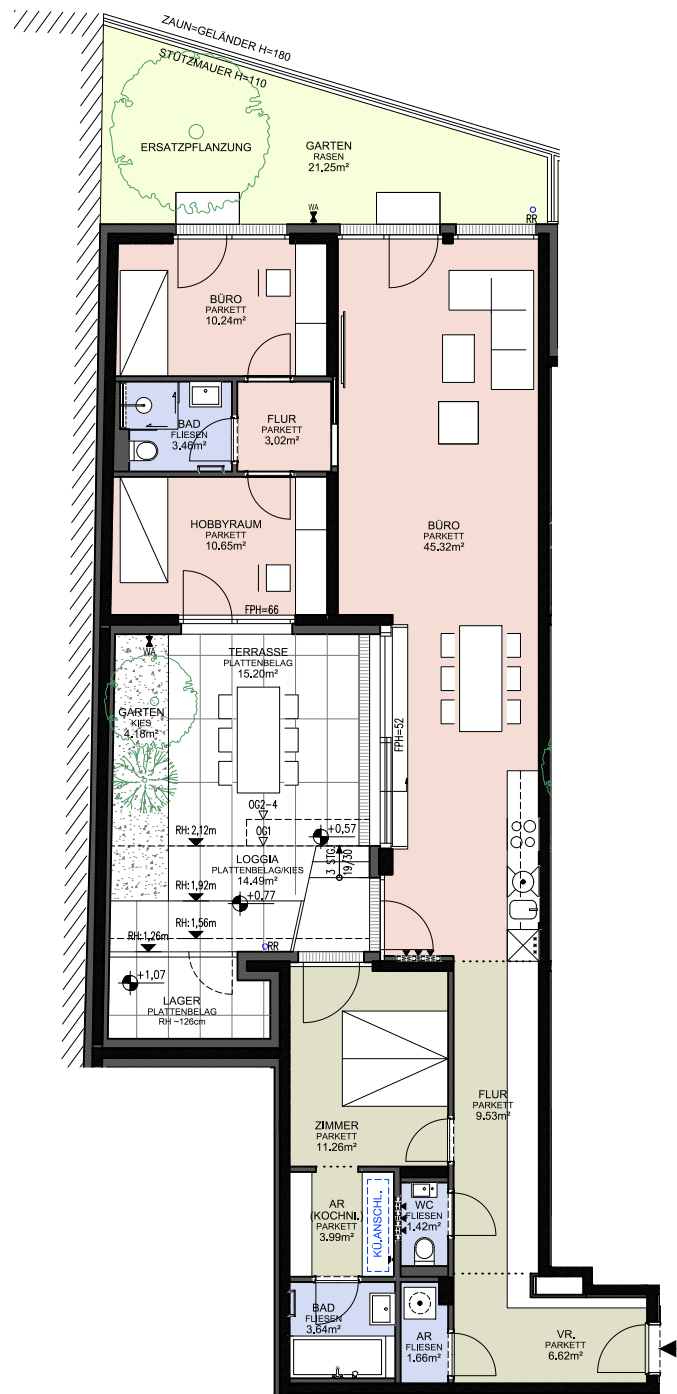 ZAUN=GELÄNDER H=180
STÜTZMAUER H=110
ERSATZPFLANZUNG
GARTEN
RASEN
21.25m²
WA
RR
BÜRO
PARKETT
10.24m²
BAD
FLIESEN
3.46m²
FLUR
PARKETT
3.02m²
HOBBYRAUM
PARKETT
10.65m²
BÜRO
PARKETT
45.32m²
FPH=66
WA
TERRASSE
PLATTENBELAG
15.20m²
GARTEN
KIES
4.18m²
FPH=52
OG2-4
OG1
+0,57
RH: 2,12m
LOGGIA
PLATTENBELAG/KIES
14.49m²
3 STG.
19/30
RH:1,92m
+0,77
RH:1,56m
RH:1,26m
RR
+1,07
LAGER
PLATTENBELAG
RH ~126cm
ZIMMER
PARKETT
11.26m²
FLUR
PARKETT
9.53m²
AR
(KOCHNI.)
PARKETT
3.99m²
KÜ.ANSCHL.
WC
FLIESEN
1.42m²
BAD
FLIESEN
3.64m²
AR
FLIESEN
1.66m²
VR.
PARKETT
6.62m²